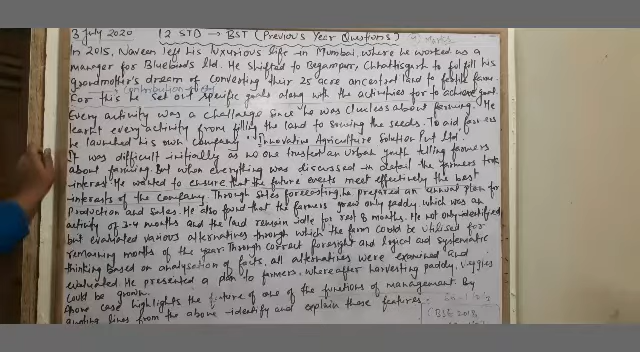 3 July 2020 12 STD → BST (Previous Year Questions)
In 2015, Naveen left his luxurious life in Mumbai where he worked as a
manager for Bluebirds Ltd. He shifted to Begampur, Chhattisgarh to fulfill his
grandmother's dream of converting their 25 acre ancestral land to fertile farm.
For this he set out specific goals along with the activities for to achieve goal.
Every activity was a challange since he was clueless about farming. He
learnt every activity from filling the land to sowing the seeds. To aid farmers
he launched his own company "Innovative Agriculture Solution Pvt Ltd.
It was difficult initially as no one trusted an urban youth telling farmers
about farming. But when everything was discussed in detail the farmers took
interest. He wanted to ensure that the future events meet effectively the best
interests of the company. Through sales forecasting, he prepared an annual plan for
Production and sales. He also found that the farmers grew only paddy which was an
activity of 3-4 months and the land remain idle for rest 8 months. He not only identified
but evaluated various alternatives through which the farm could be utilised for
remaining months of the year. Through correct foresight and logical and systematic
thinking based on analysation of facts, all alternatives were examined and
evaluated. He presented a plan to farmers, where after harvesting paddy, veggies
could be grown.
Above case highlights the future of one of the functions of management. By
quoting lines from the above identify and explain these features.
CBSE 2018